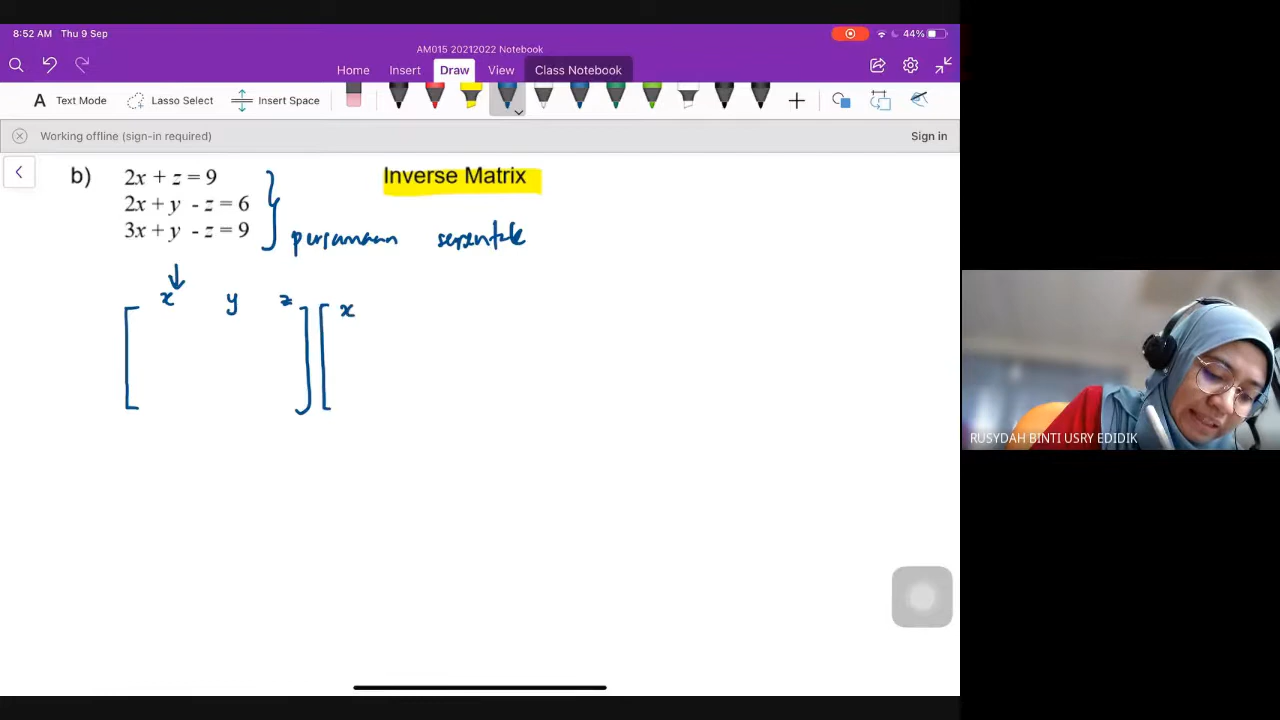 8:52 AM Thu 9 Sep
44%
AM015 20212022 Notebook
Home Insert Draw View Class Notebook
A Text Mode Lasso Select Insert Space
Working offline (sign-in required) Sign in
b) 2x + z = 9
2x + y - z = 6
3x + y - z = 9
Inverse Matrix
persamaan serentak
x y z
x
RUSYDAH BINTI USRY EDIDIK